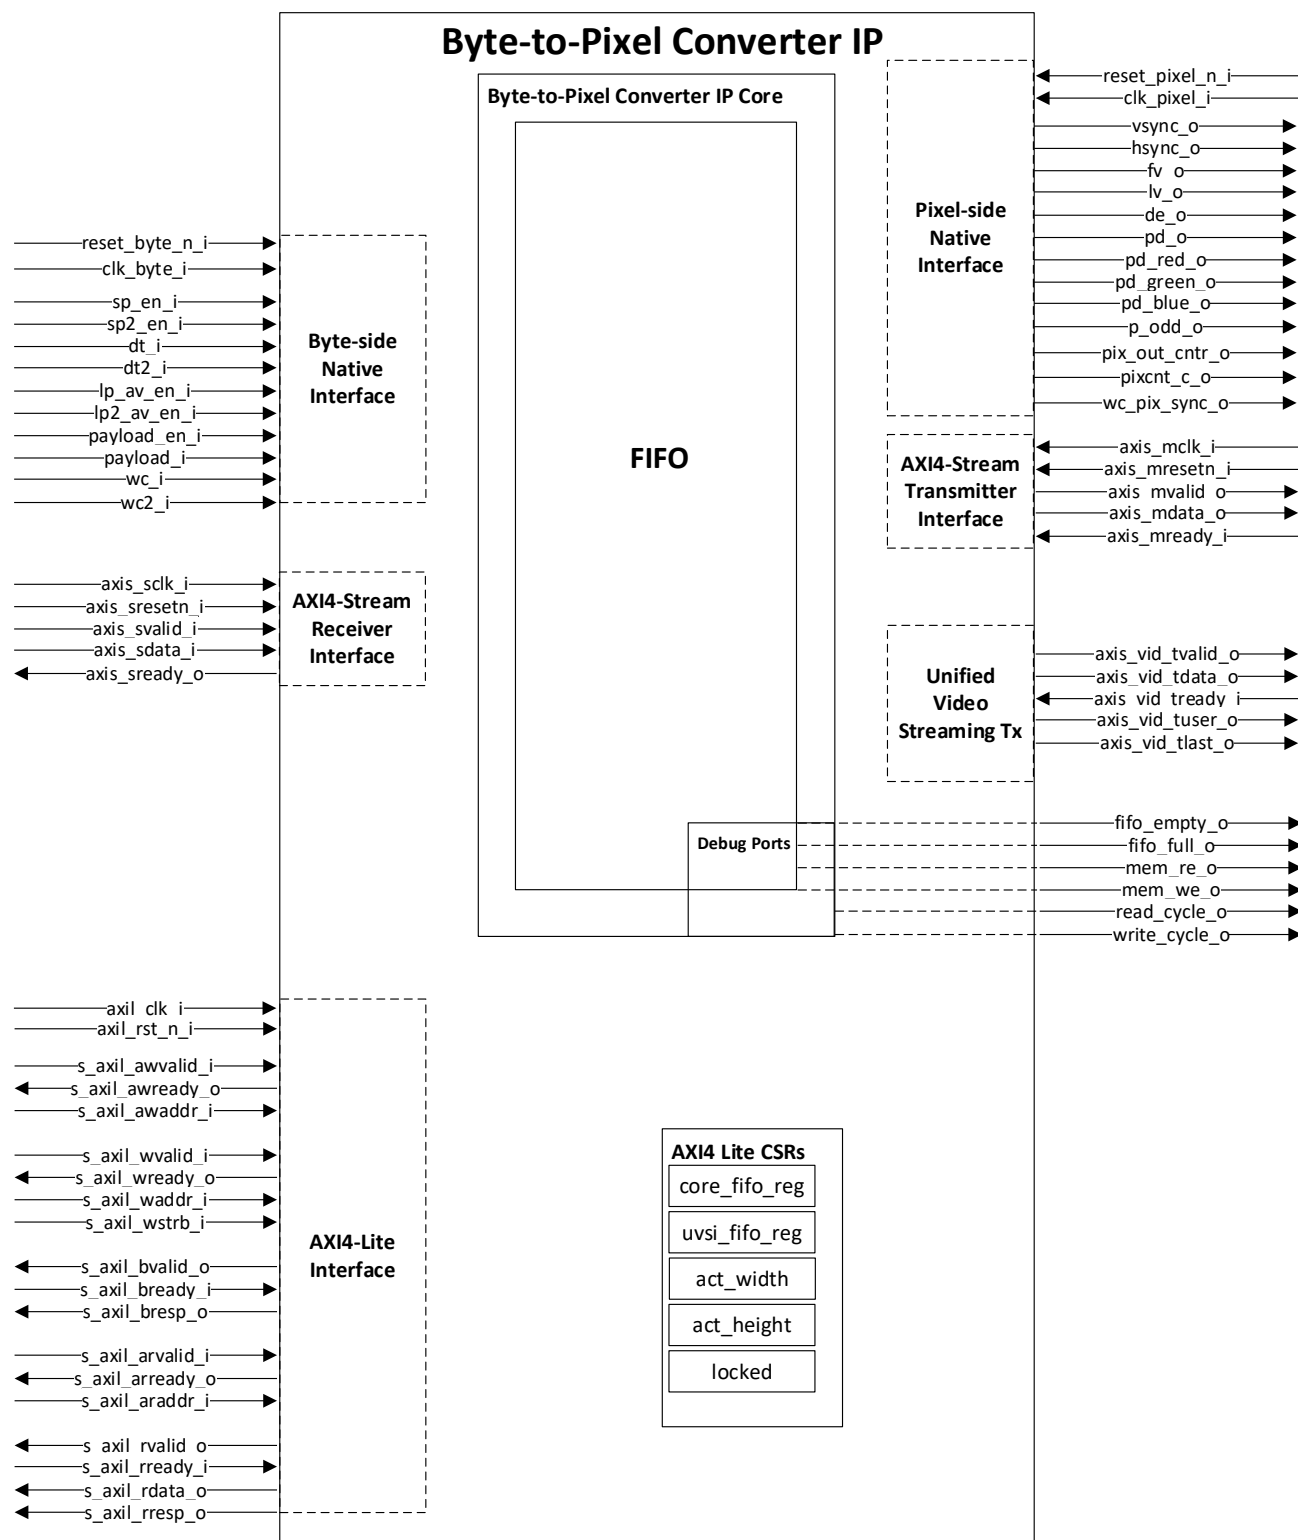 Byte-to-Pixel Converter IP
Byte-to-Pixel Converter IP Core
FIFO
Debug Ports
reset_byte_n_i
clk_byte_i
sp_en_i
sp2_en_i
dt_i
dt2_i
lp_av_en_i
lp2_av_en_i
payload_en_i
payload_i
wc_i
wc2_i
Byte-side
Native
Interface
axis_sclk_i
axis_sresetn_i
axis_svalid_i
axis_sdata_i
axis_sready_o
AXI4-Stream
Receiver
Interface
axil_clk_i
axil_rst_n_i
s_axil_awvalid_i
s_axil_awready_o
s_axil_awaddr_i
s_axil_wvalid_i
s_axil_wready_o
s_axil_waddr_i
s_axil_wstrb_i
s_axil_bvalid_o
s_axil_bready_i
s_axil_bresp_o
s_axil_arvalid_i
s_axil_arready_o
s_axil_araddr_i
s_axil_rvalid_o
s_axil_rready_i
s_axil_rdata_o
s_axil_rresp_o
AXI4-Lite
Interface
AXI4 Lite CSRs
core_fifo_reg
uvsi_fifo_reg
act_width
act_height
locked
Pixel-side
Native
Interface
reset_pixel_n_i
clk_pixel_i
vsync_o
hsync_o
fv_o
lv_o
de_o
pd_o
pd_red_o
pd_green_o
pd_blue_o
p_odd_o
pix_out_cntr_o
pixcnt_c_o
wc_pix_sync_o
AXI4-Stream
Transmitter
Interface
axis_mclk_i
axis_mresetn_i
axis_mvalid_o
axis_mdata_o
axis_mready_i
Unified
Video
Streaming Tx
axis_vid_tvalid_o
axis_vid_tdata_o
axis_vid_tready_i
axis_vid_tuser_o
axis_vid_tlast_o
fifo_empty_o
fifo_full_o
mem_re_o
mem_we_o
read_cycle_o
write_cycle_o